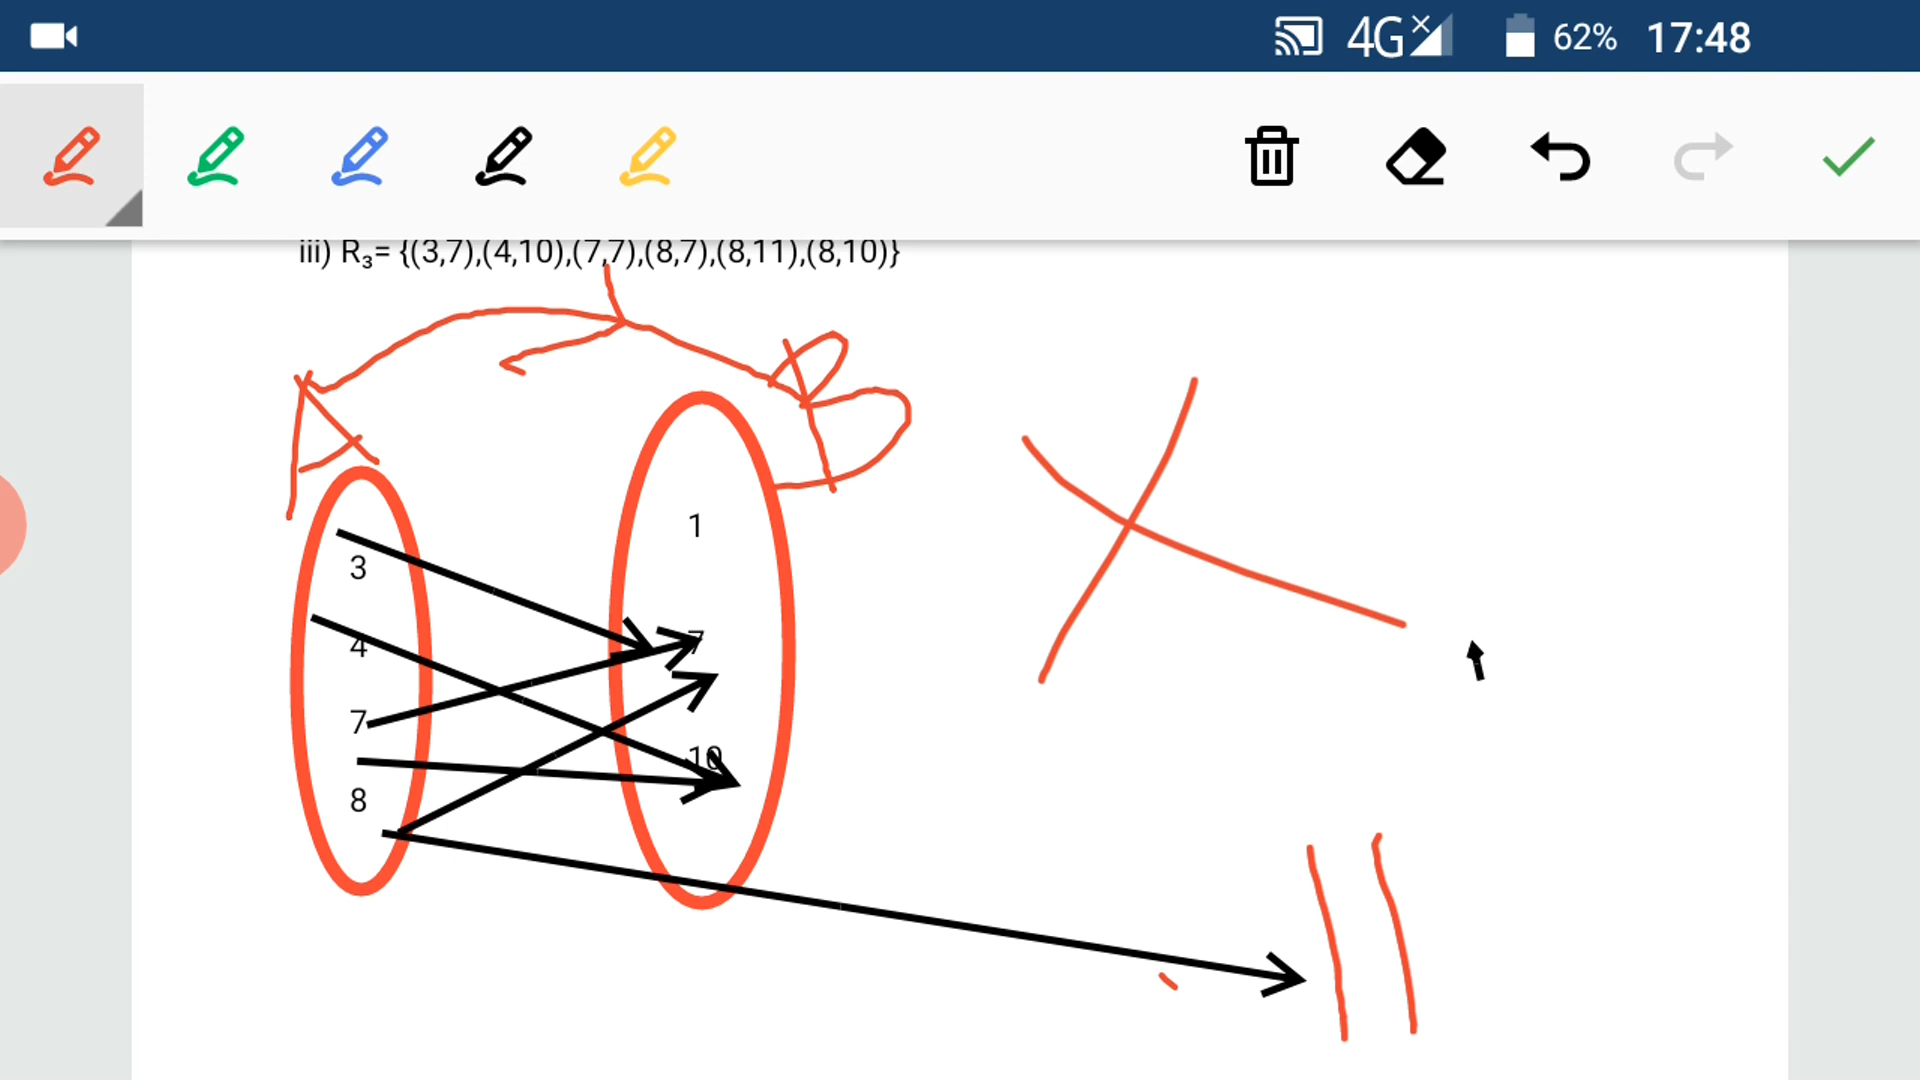 4G 62% 17:48
iii) R₃= {(3,7),(4,10),(7,7),(8,7),(8,11),(8,10)}
A B
1
3
7
4
7
10
8
11